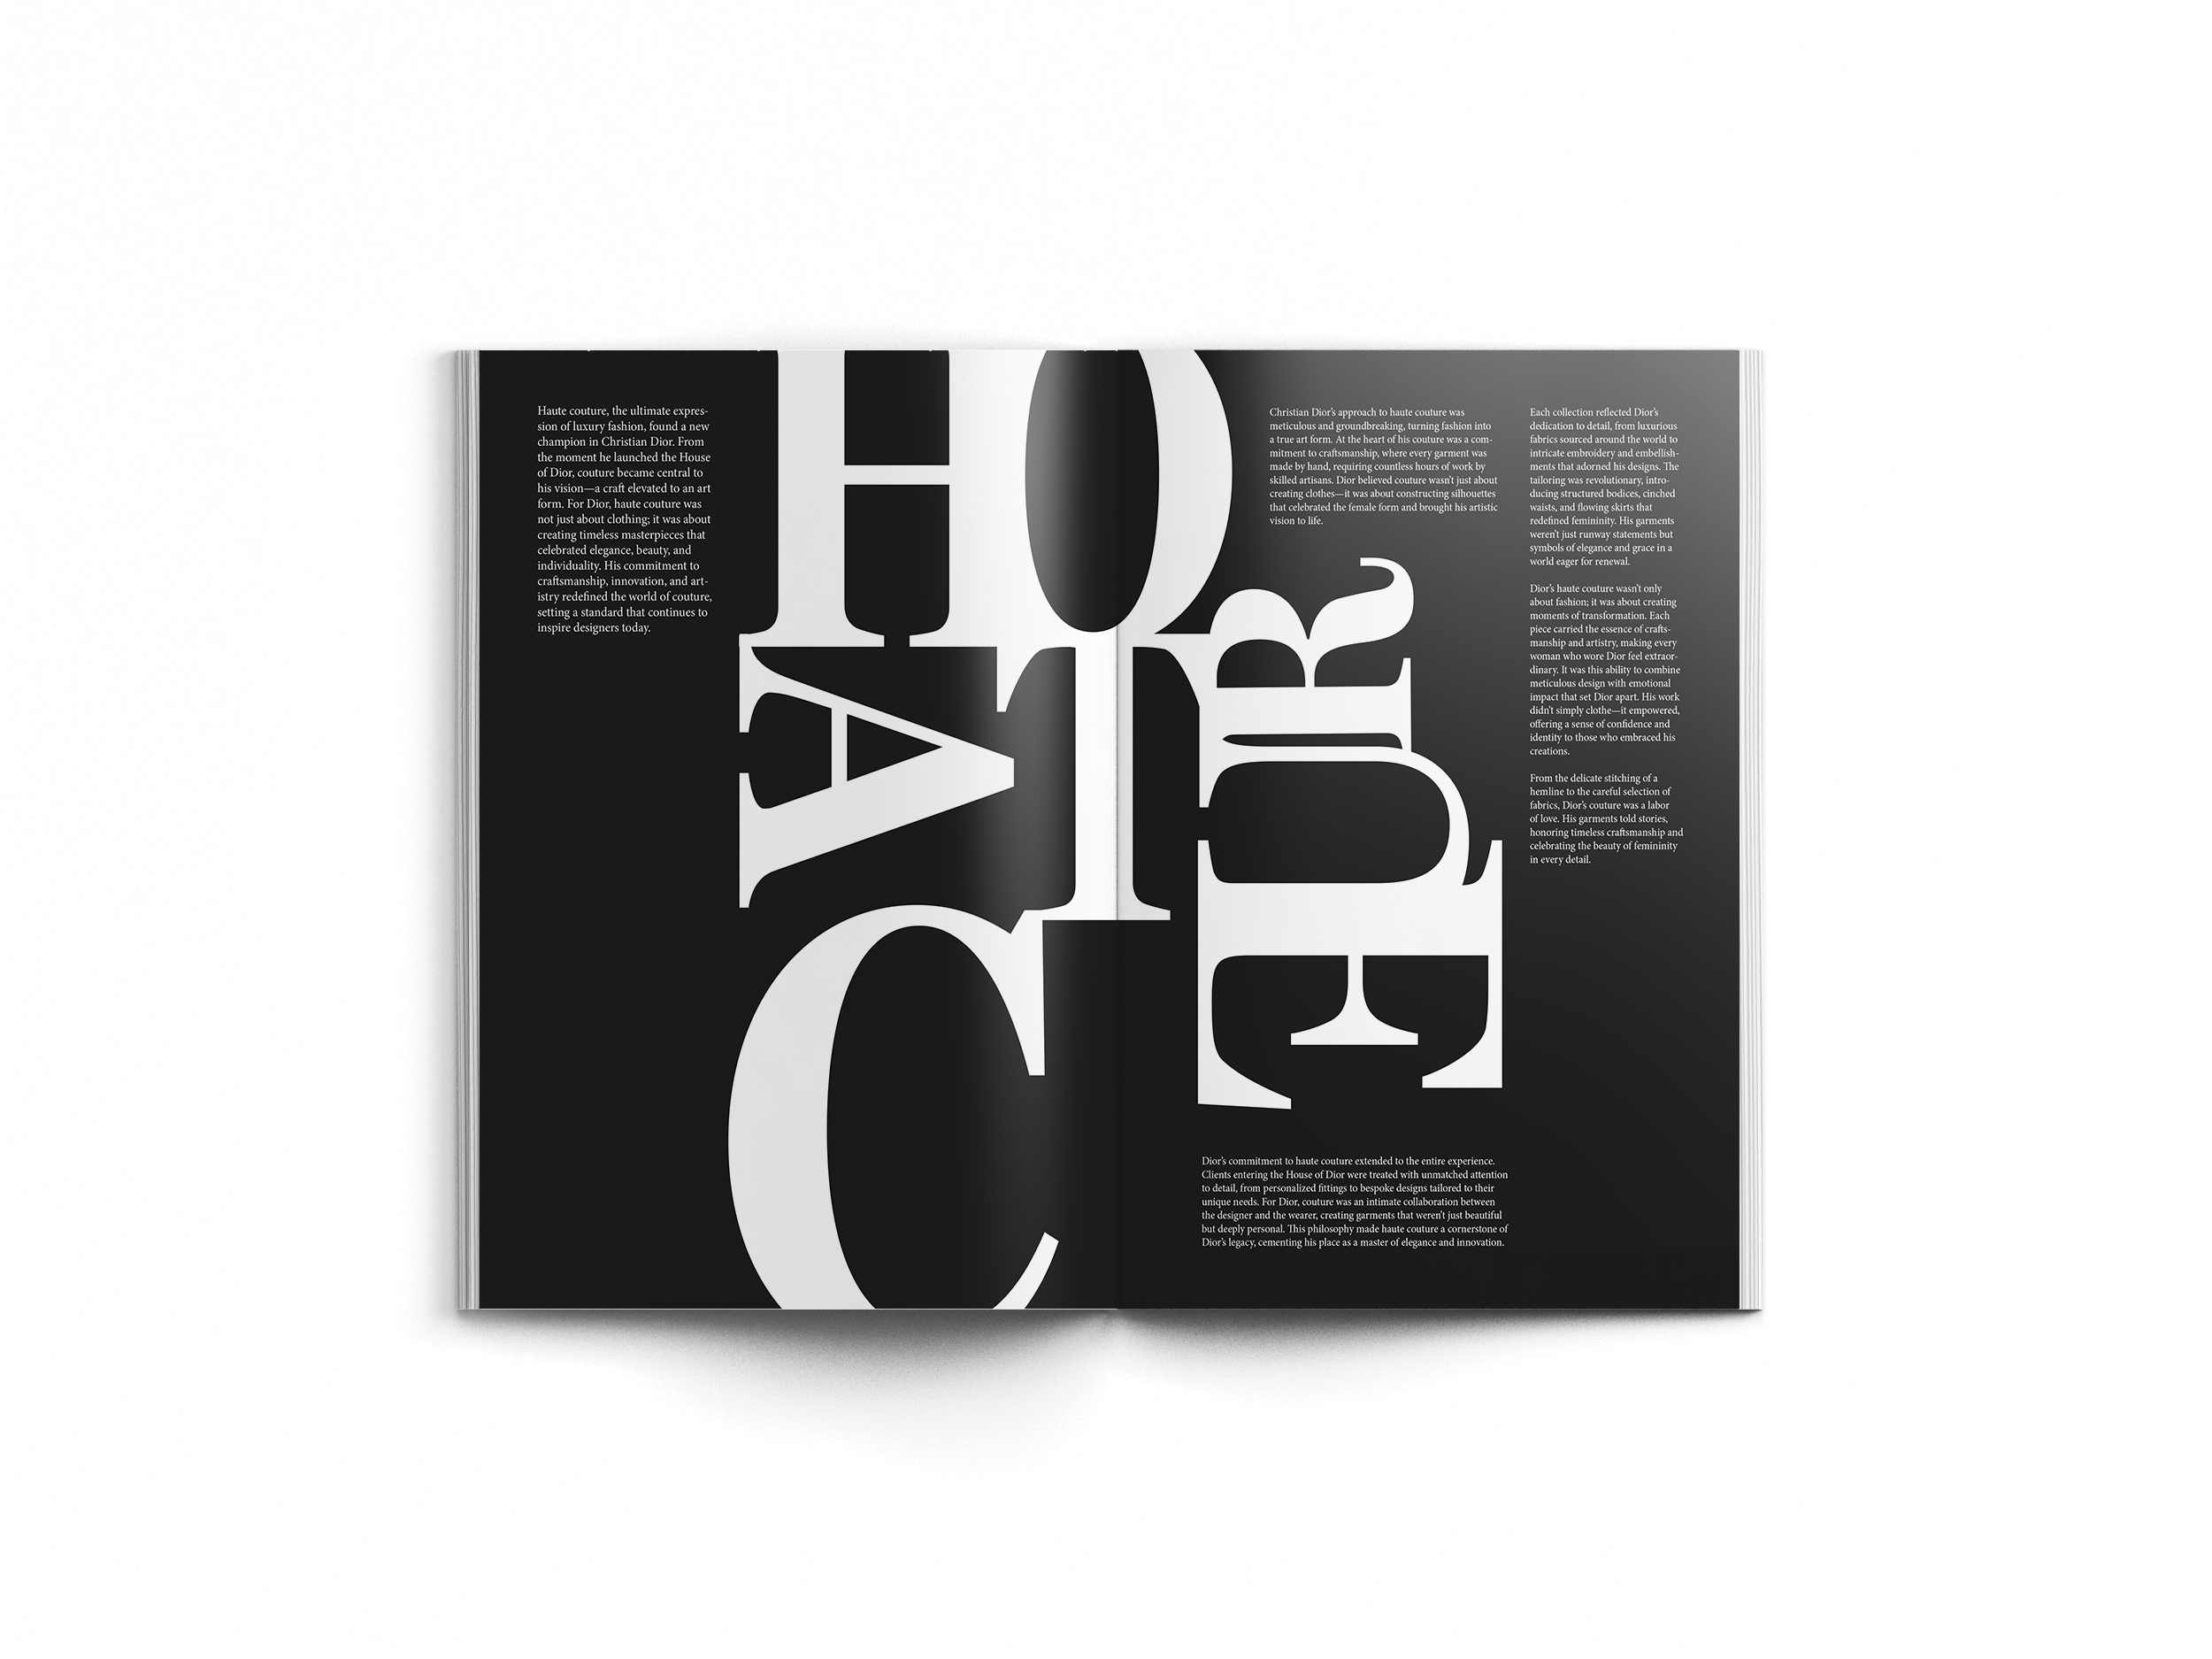 Haute couture, the ultimate expres-
sion of luxury fashion, found a new
champion in Christian Dior. From
the moment he launched the House
of Dior, couture became central to
his vision—a craft elevated to an art
form. For Dior, haute couture was
not just about clothing; it was about
creating timeless masterpieces that
celebrated elegance, beauty, and
individuality. His commitment to
craftsmanship, innovation, and art-
istry redefined the world of couture,
setting a standard that continues to
inspire designers today.
HO
AT
C
RUE
Christian Dior's approach to haute couture was
meticulous and groundbreaking, turning fashion into
a true art form. At the heart of his couture was a com-
mitment to craftsmanship, where every garment was
made by hand, requiring countless hours of work by
skilled artisans. Dior believed couture wasn't just about
creating clothes—it was about constructing silhouettes
that celebrated the female form and brought his artistic
vision to life.
Each collection reflected Dior's
dedication to detail, from luxurious
fabrics sourced around the world to
intricate embroidery and embellish-
ments that adorned his designs. The
tailoring was revolutionary, intro-
ducing structured bodices, cinched
waists, and flowing skirts that
redefined femininity. His garments
weren't just runway statements but
symbols of elegance and grace in a
world eager for renewal.
Dior's haute couture wasn't only
about fashion; it was about creating
moments of transformation. Each
piece carried the essence of crafts-
manship and artistry, making every
woman who wore Dior feel extraor-
dinary. It was this ability to combine
meticulous design with emotional
impact that set Dior apart. His work
didn't simply clothe—it empowered,
offering a sense of confidence and
identity to those who embraced his
creations.
From the delicate stitching of a
hemline to the careful selection of
fabrics, Dior's couture was a labor
of love. His garments told stories,
honoring timeless craftsmanship and
celebrating the beauty of femininity
in every detail.
Dior's commitment to haute couture extended to the entire experience.
Clients entering the House of Dior were treated with unmatched attention
to detail, from personalized fittings to bespoke designs tailored to their
unique needs. For Dior, couture was an intimate collaboration between
the designer and the wearer, creating garments that weren't just beautiful
but deeply personal. This philosophy made haute couture a cornerstone of
Dior's legacy, cementing his place as a master of elegance and innovation.